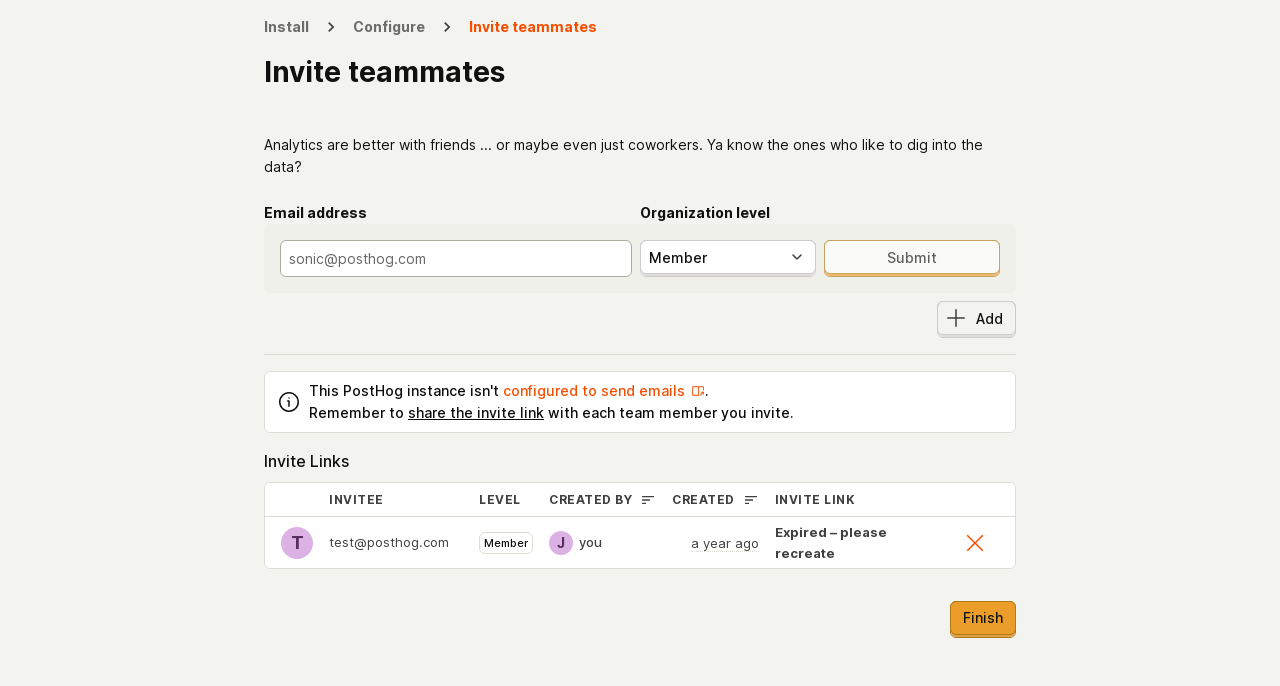 Install Configure Invite teammates
Invite teammates
Analytics are better with friends ... or maybe even just coworkers. Ya know the ones who like to dig into the
data?
Email address Organization level
sonic@posthog.com Member Submit
Add
This PostHog instance isn't configured to send emails.
Remember to share the invite link with each team member you invite.
Invite Links
INVITEE LEVEL CREATED BY CREATED INVITE LINK
T test@posthog.com Member J you a year ago Expired – please
recreate
Finish